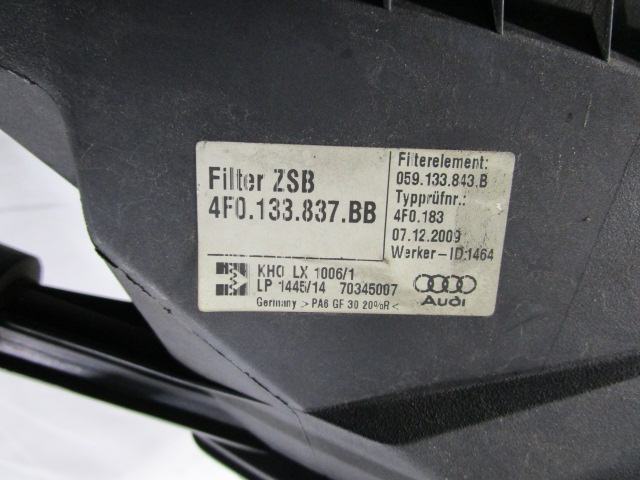 Filter ZSB
4F0.133.837.BB
Filterelement:
059.133.843.B
Typprüfnr.:
4F0.183
07.12.2009
Werker-ID:1464
KHO LX 1006/1
LP 1445/14 70345007
Germany >PA6 GF 30 20%R<
Audi